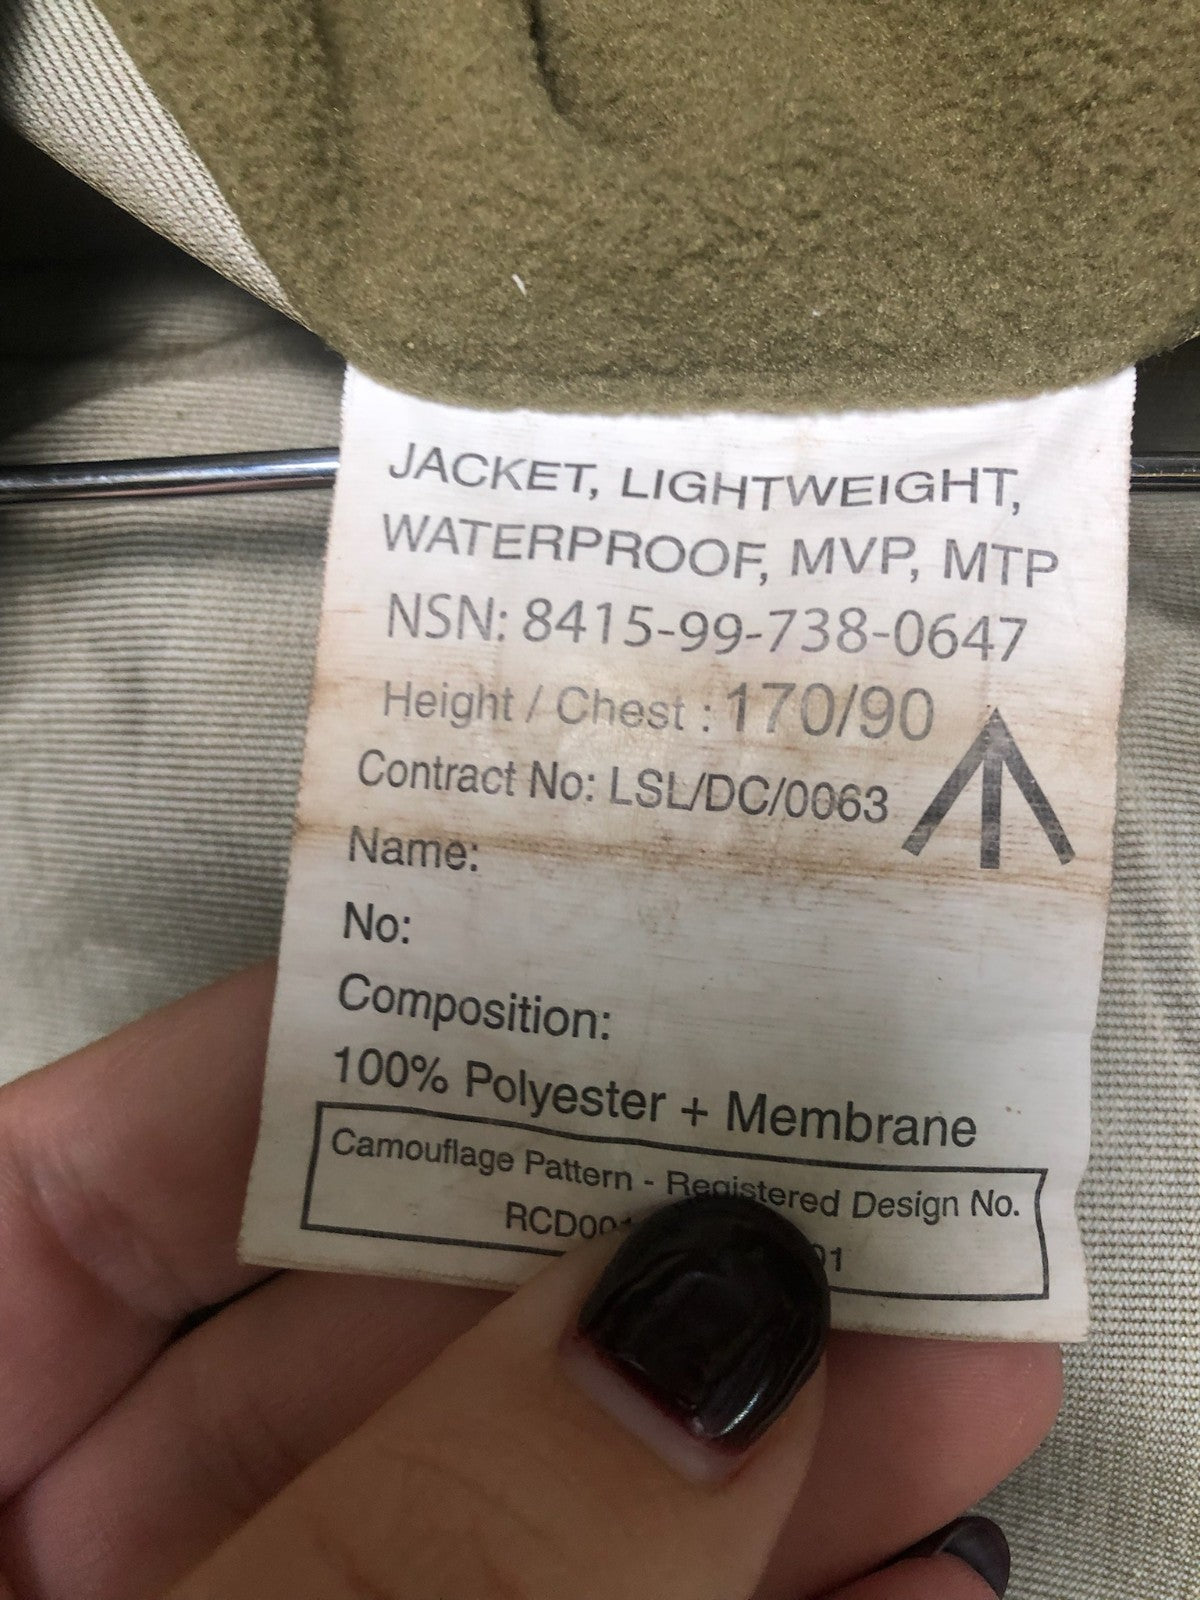 JACKET, LIGHTWEIGHT,
WATERPROOF, MVP, MTP
NSN: 8415-99-738-0647
Height / Chest : 170/90
Contract No: LSL/DC/0063
Name:
No:
Composition:
100% Polyester + Membrane
Camouflage Pattern - Registered Design No.